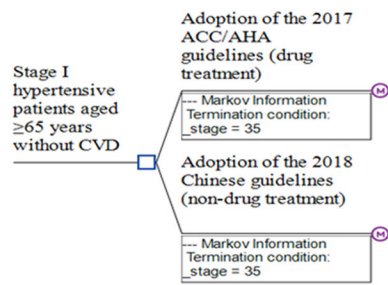 Adoption of the 2017
ACC/AHA
guidelines (drug
treatment)
Stage I
hypertensive
patients aged
≥65 years
without CVD
M
--- Markov Information
Termination condition:
_stage = 35
Adoption of the 2018
Chinese guidelines
(non-drug treatment)
M
--- Markov Information
Termination condition:
_stage = 35